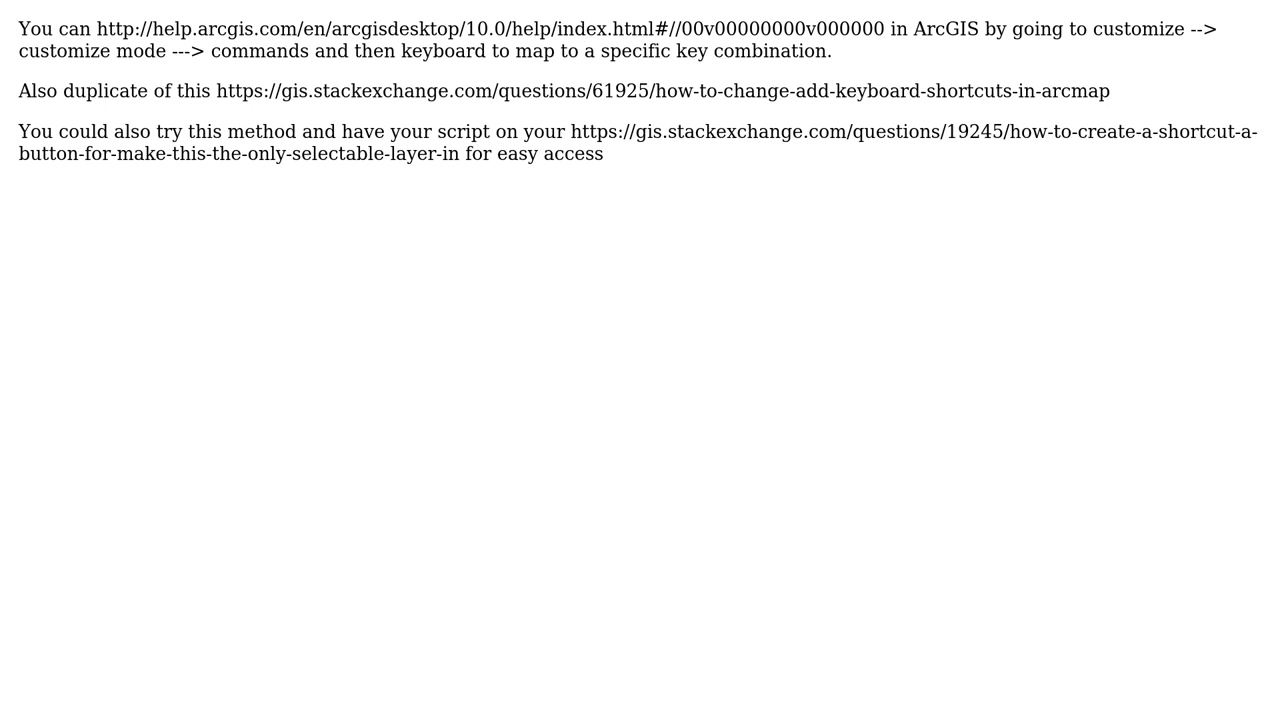 You can http://help.arcgis.com/en/arcgisdesktop/10.0/help/index.html#//00v00000000v000000 in ArcGIS by going to customize -->
customize mode ---> commands and then keyboard to map to a specific key combination.
Also duplicate of this https://gis.stackexchange.com/questions/61925/how-to-change-add-keyboard-shortcuts-in-arcmap
You could also try this method and have your script on your https://gis.stackexchange.com/questions/19245/how-to-create-a-shortcut-a-
button-for-make-this-the-only-selectable-layer-in for easy access